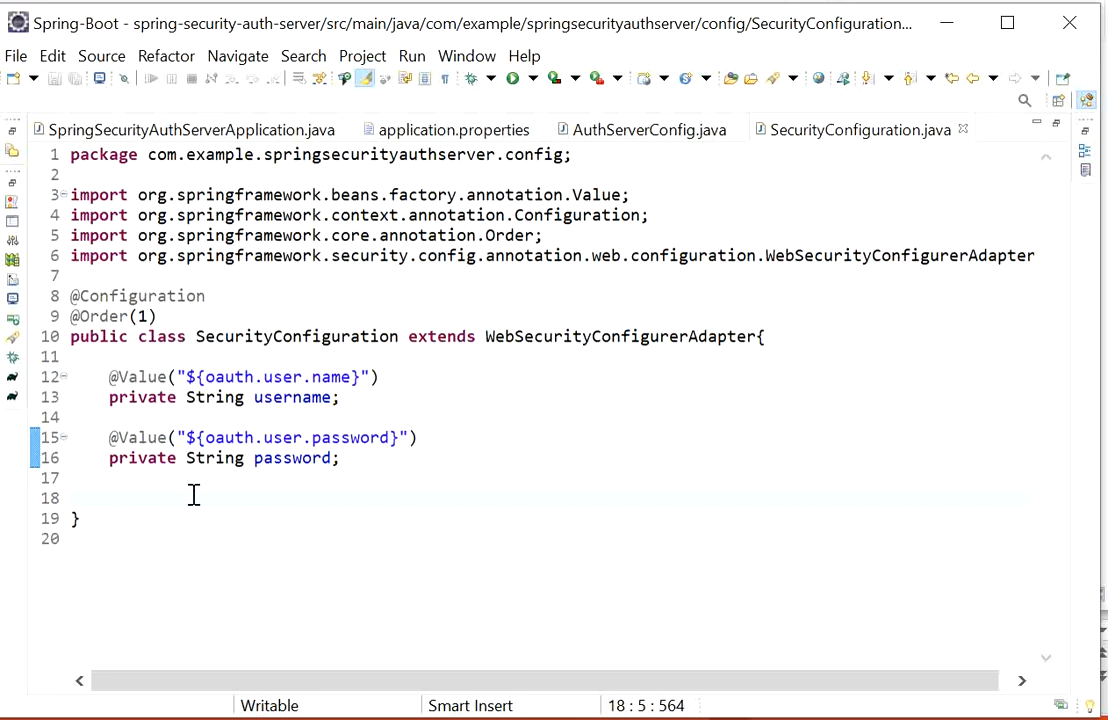 Spring-Boot - spring-security-auth-server/src/main/java/com/example/springsecurityauthserver/config/SecurityConfiguration...
File Edit Source Refactor Navigate Search Project Run Window Help
SpringSecurityAuthServerApplication.java application.properties AuthServerConfig.java SecurityConfiguration.java
1 package com.example.springsecurityauthserver.config;
2
3 import org.springframework.beans.factory.annotation.Value;
4 import org.springframework.context.annotation.Configuration;
5 import org.springframework.core.annotation.Order;
6 import org.springframework.security.config.annotation.web.configuration.WebSecurityConfigurerAdapter
7
8 @Configuration
9 @Order(1)
10 public class SecurityConfiguration extends WebSecurityConfigurerAdapter{
11
12 @Value("${oauth.user.name}")
13 private String username;
14
15 @Value("${oauth.user.password}")
16 private String password;
17
18
19 }
20
Writable Smart Insert 18 : 5 : 564